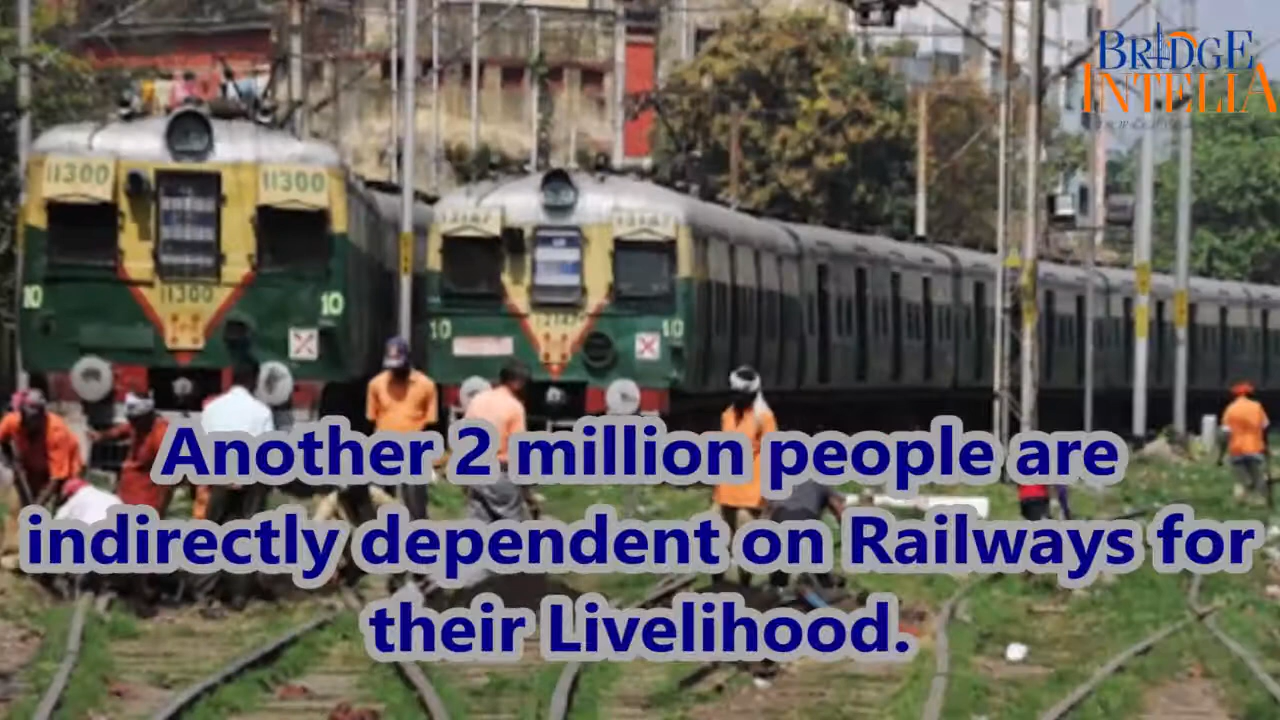 BRIDGE
INTELIA
11300 11300
11300
10 10
10 10
Another 2 million people are
indirectly dependent on Railways for
their Livelihood.